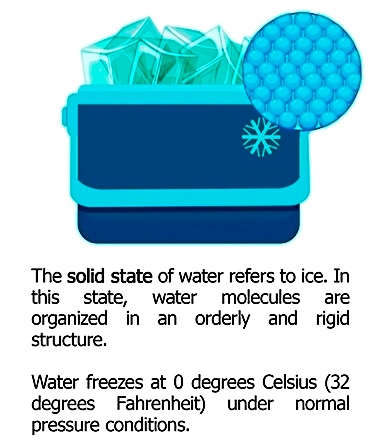 The solid state of water refers to ice. In
this state, water molecules are
organized in an orderly and rigid
structure.
Water freezes at 0 degrees Celsius (32
degrees Fahrenheit) under normal
pressure conditions.